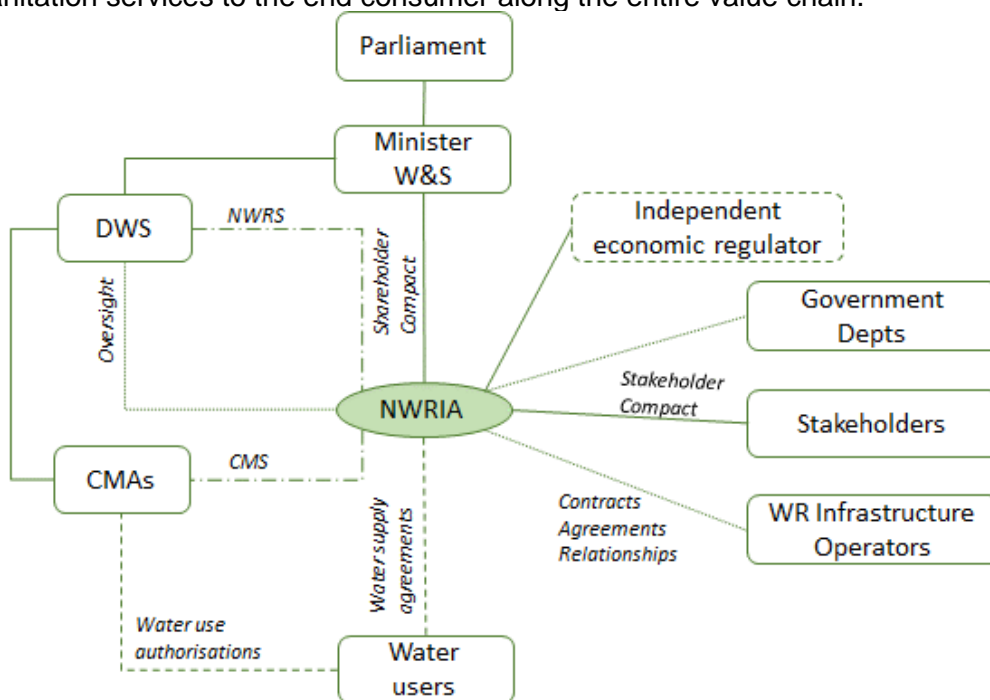 anitation services to the end consumer along the entire value chain.
Parliament
Minister
W&S
DWS
NWRS
Independent
economic regulator
Oversight
Shareholder
Compact
Government
Depts
NWRIA
Stakeholder
Compact
Stakeholders
CMAs
CMS
Water supply
agreements
Contracts
Agreements
Relationships
WR Infrastructure
Operators
Water use
authorisations
Water
users